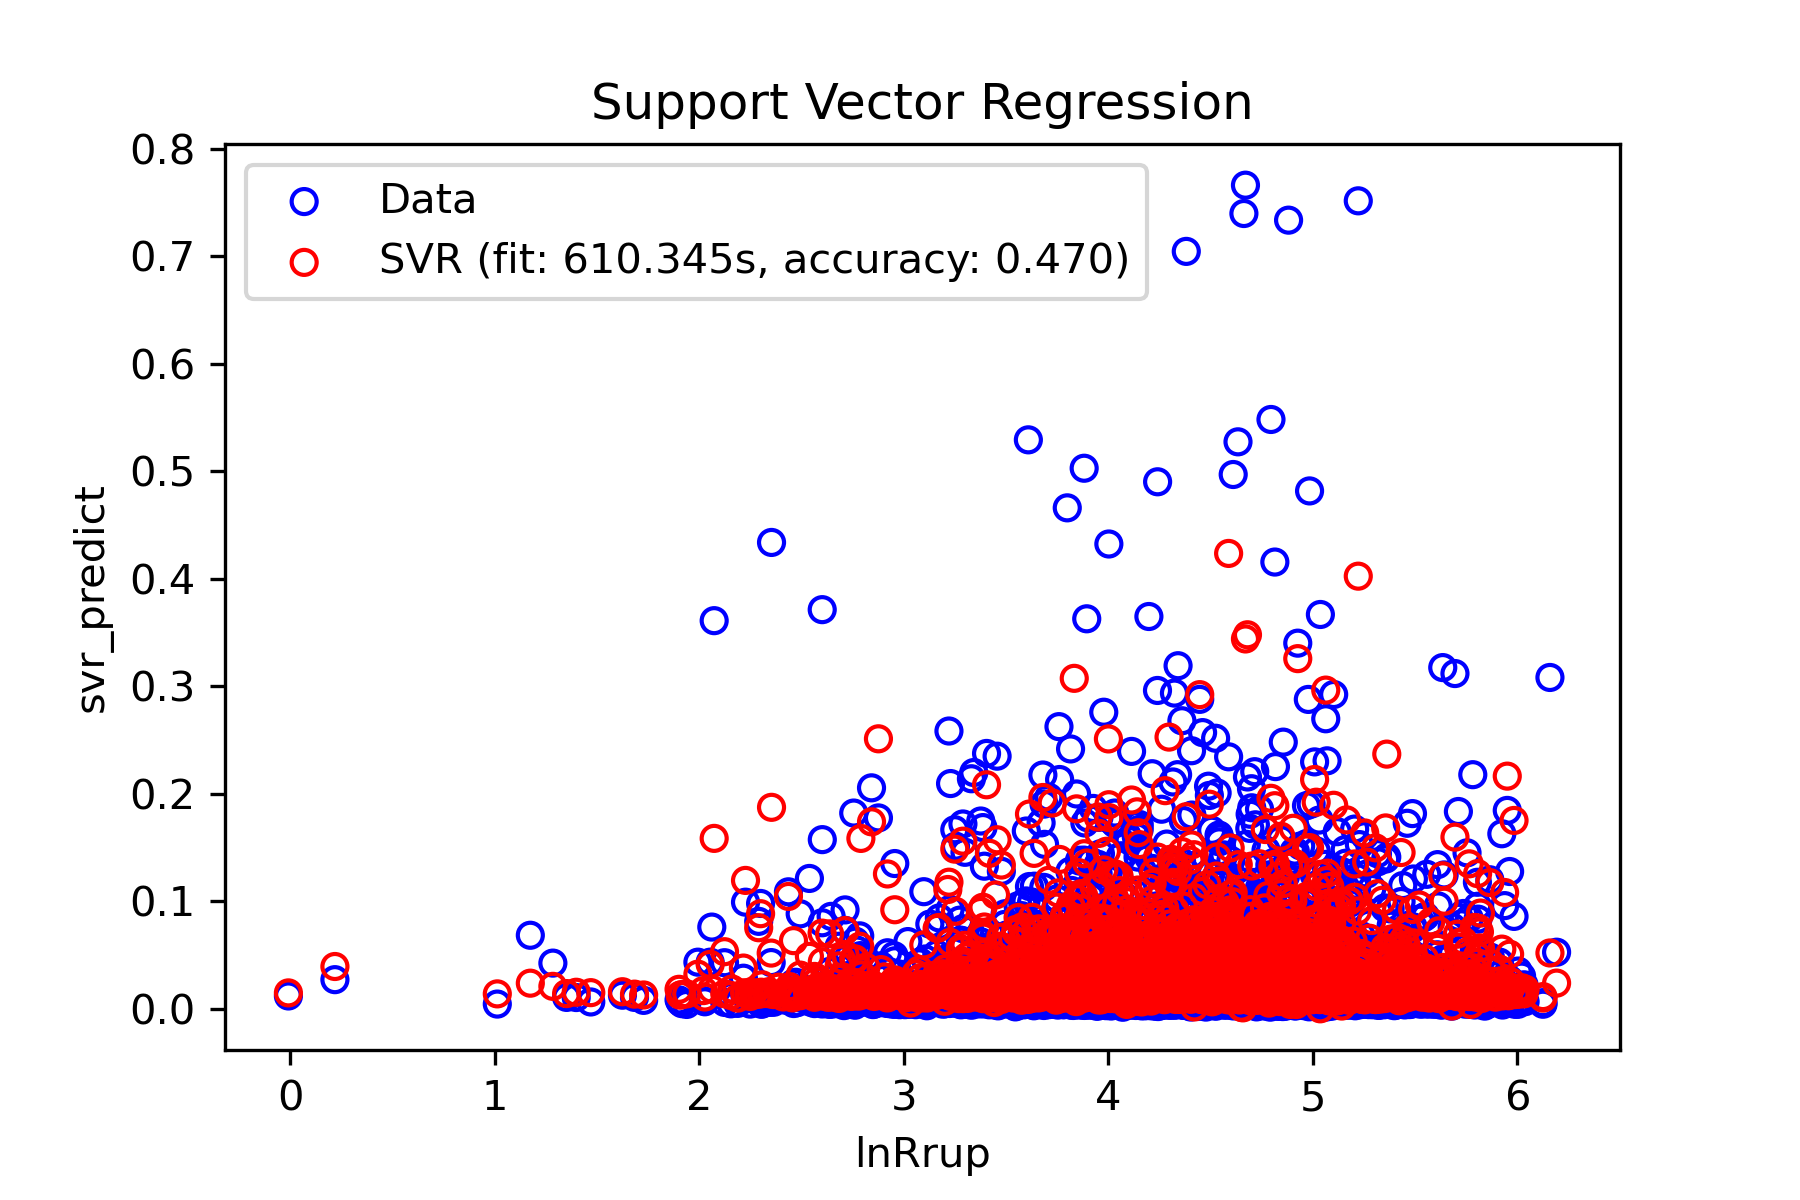 Support Vector Regression
0.8
0.7
0.6
0.5
0.4
0.3
0.2
0.1
0.0
svr_predict
Data
SVR (fit: 610.345s, accuracy: 0.470)
0 1 2 3 4 5 6
lnRrup